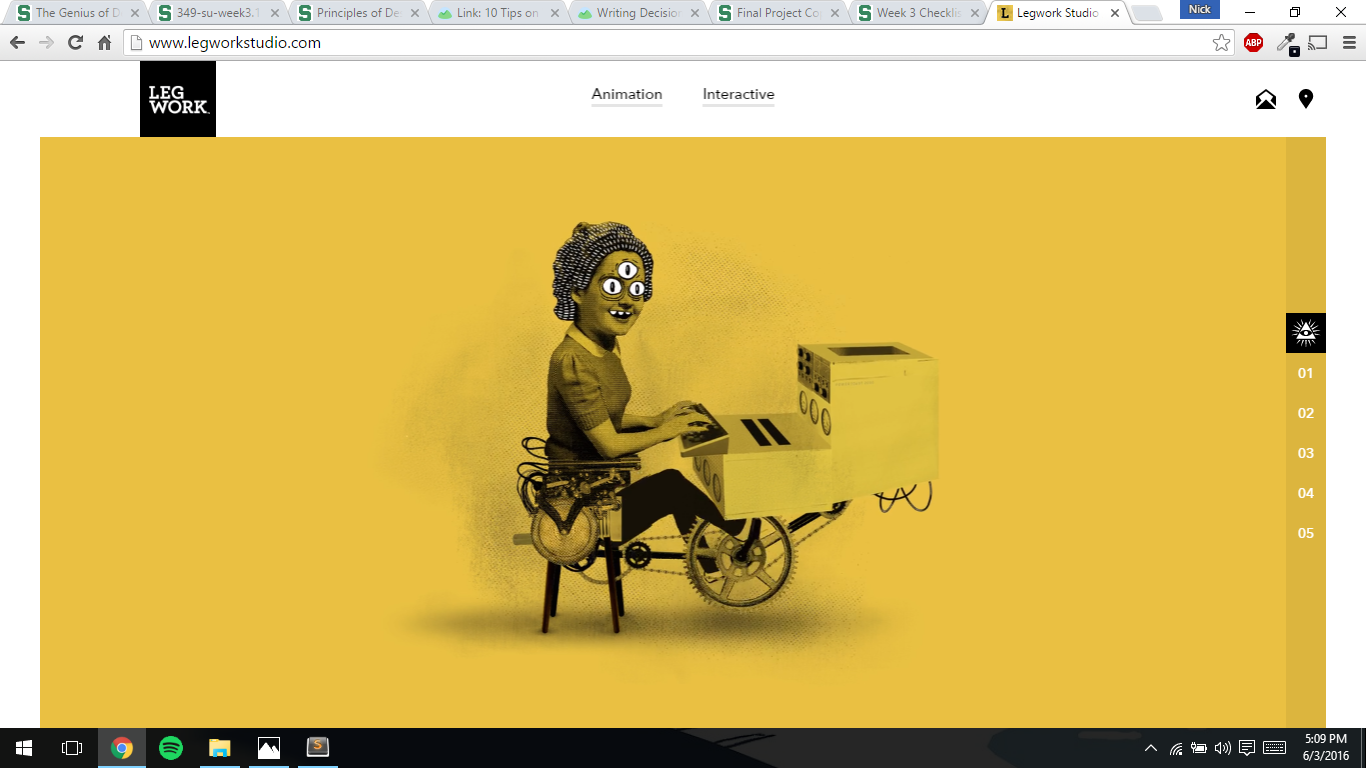 The Genius of D
349-su-week3.1
Principles of De
Link: 10 Tips on
Writing Decision
Final Project Co
Week 3 Checklis
Legwork Studio
Nick
www.legworkstudio.com
ABP
LEG
WORK.
Animation
Interactive
01
02
03
04
05
5:09 PM
6/3/2016